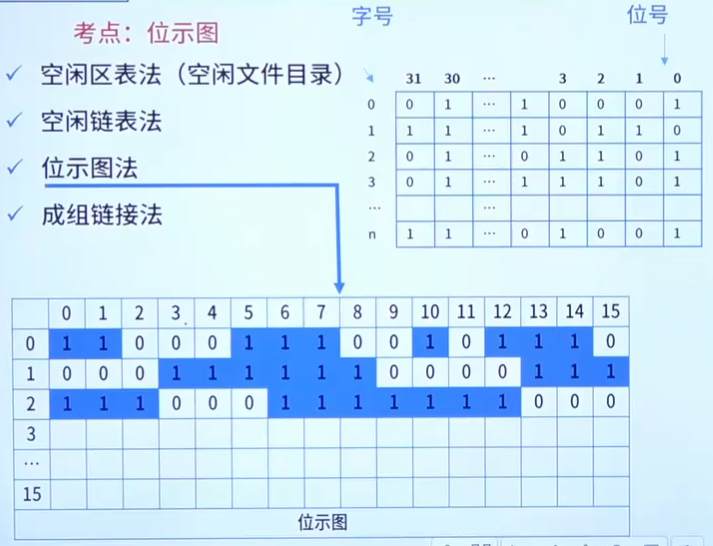 考点：位示图
✓ 空闲区表法（空闲文件目录）
✓ 空闲链表法
✓ 位示图法
✓ 成组链接法
字号 位号
31 30 … 3 2 1 0
0 0 1 … 1 0 0 0 1
1 1 1 … 1 0 1 1 0
2 0 1 … 0 1 1 0 1
3 0 1 … 1 1 1 0 1
… …
n 1 1 … 0 1 0 0 1
0 1 2 3 4 5 6 7 8 9 10 11 12 13 14 15
0 1 1 0 0 0 1 1 1 0 0 1 0 1 1 1 0
1 0 0 0 1 1 1 1 1 1 0 0 0 0 1 1 1
2 1 1 1 0 0 0 1 1 1 1 1 1 1 0 0 0
3
…
15
位示图